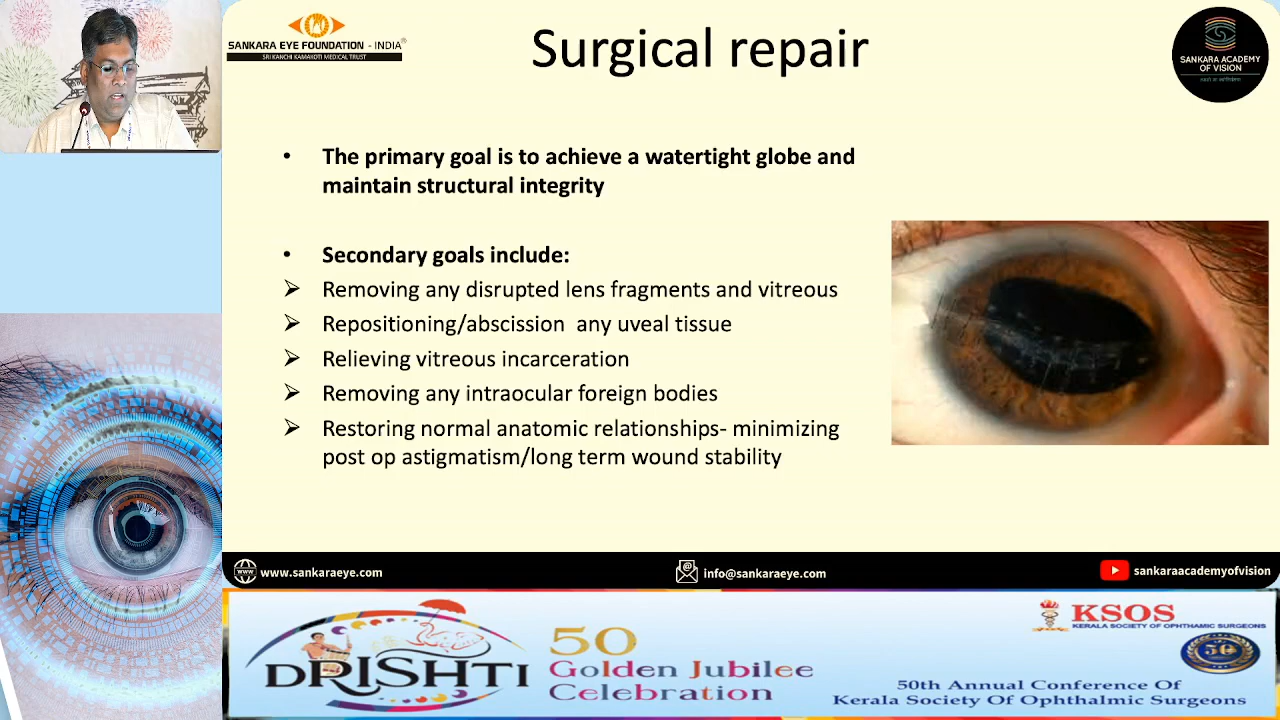 SANKARA EYE FOUNDATION - INDIA®
SRI KANCHI KAMAKOTI MEDICAL TRUST
Surgical repair
SANKARA ACADEMY
OF VISION
• The primary goal is to achieve a watertight globe and
maintain structural integrity
• Secondary goals include:
➢ Removing any disrupted lens fragments and vitreous
➢ Repositioning/abscission any uveal tissue
➢ Relieving vitreous incarceration
➢ Removing any intraocular foreign bodies
➢ Restoring normal anatomic relationships- minimizing
post op astigmatism/long term wound stability
www.sankaraeye.com
info@sankaraeye.com
sankaraacademyofvision
DRISHTI
50
Golden Jubilee
Celebration
KSOS
KERALA SOCIETY OF OPHTHAMIC SURGEONS
50
50th Annual Conference Of
Kerala Society Of Ophthalmic Surgeons